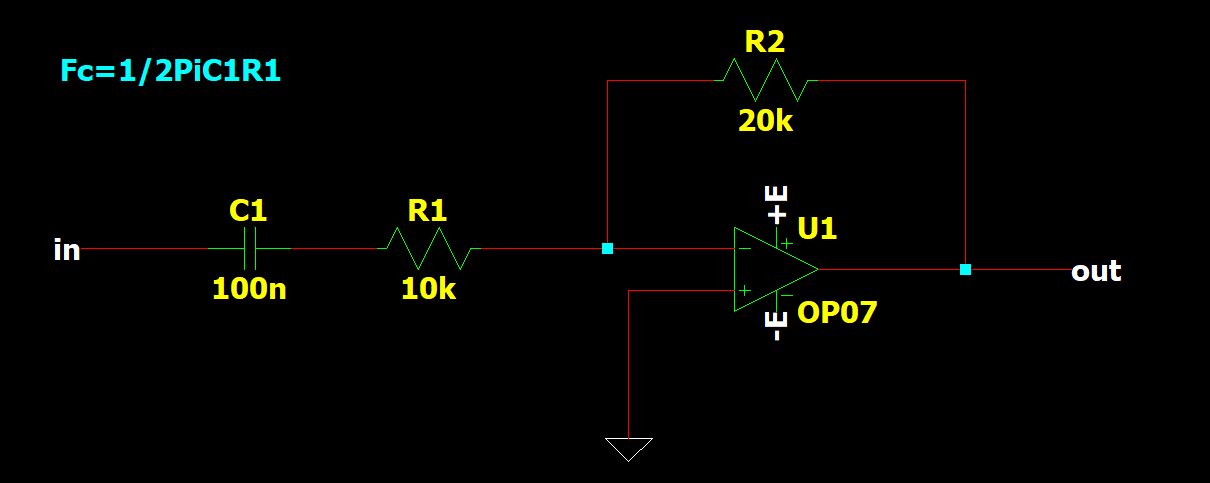 Fc=1/2PiC1R1
R2
20k
C1
100n
R1
10k
in
+E
U1
-E
OP07
out